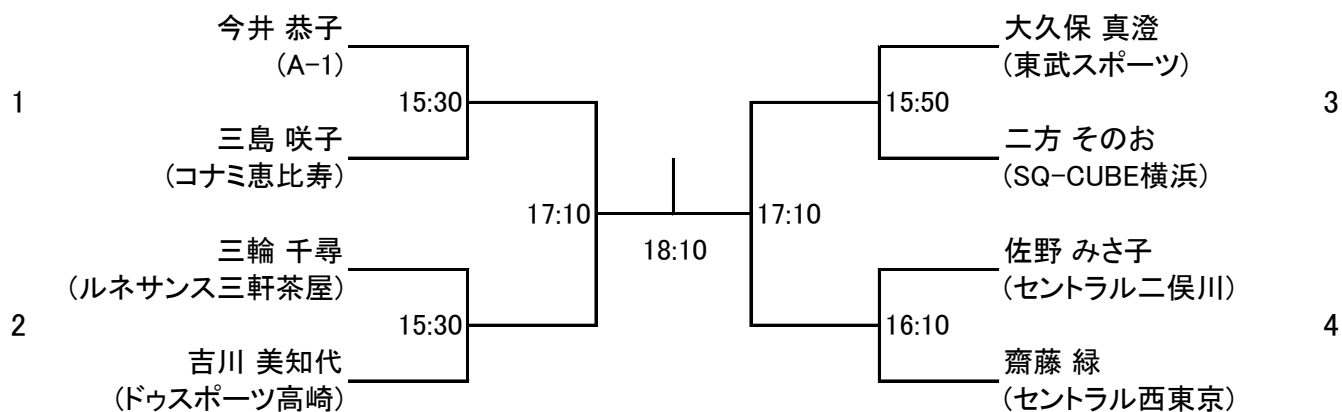 今井 恭子
(A-1)
1
15:30
三島 咲子
(コナミ恵比寿)
17:10
三輪 千尋
(ルネサンス三軒茶屋)
2
15:30
吉川 美知代
(ドゥスポーツ高崎)
18:10
大久保 真澄
(東武スポーツ)
15:50
3
二方 そのお
(SQ-CUBE横浜)
17:10
佐野 みさ子
(セントラル二俣川)
16:10
4
齋藤 緑
(セントラル西東京)